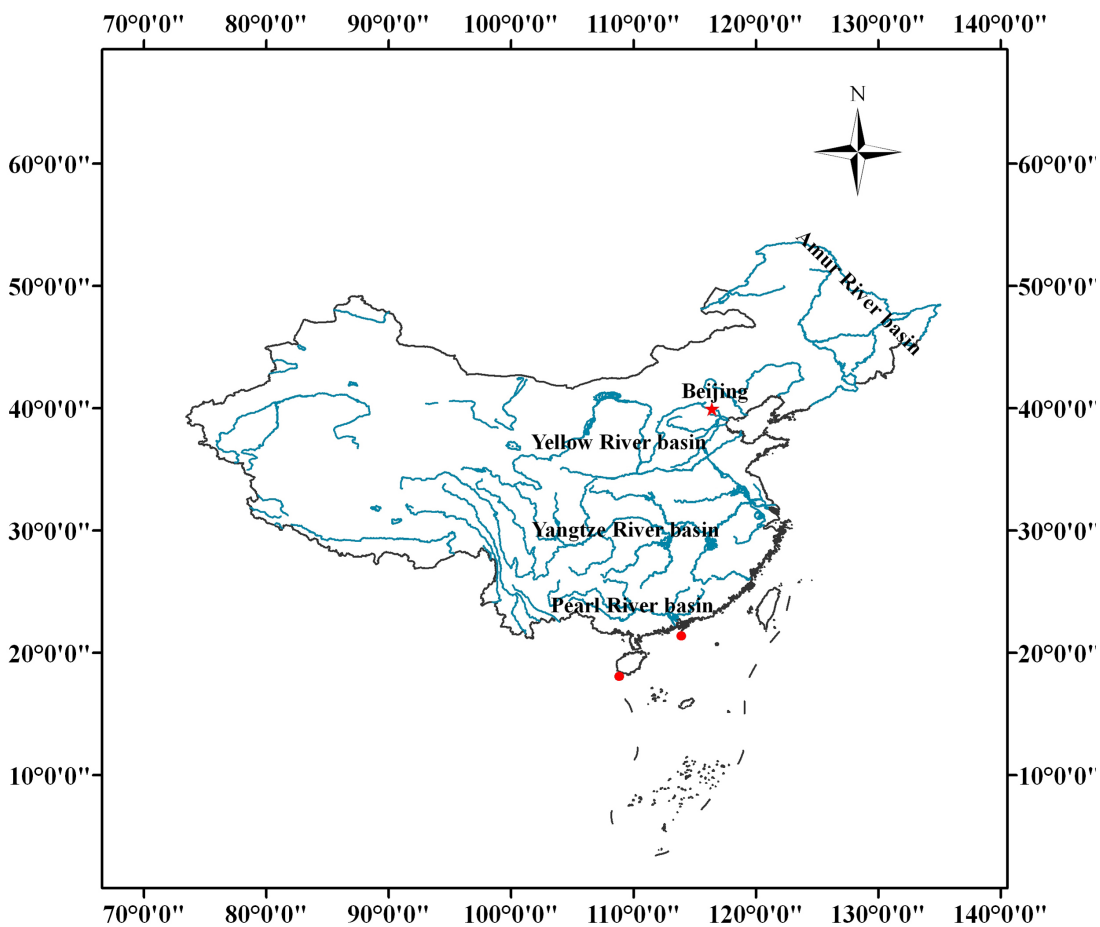 70°0'0" 80°0'0" 90°0'0" 100°0'0" 110°0'0" 120°0'0" 130°0'0" 140°0'0"
N
60°0'0" 60°0'0"
Amur River basin
50°0'0" 50°0'0"
Beijing
40°0'0" 40°0'0"
Yellow River basin
30°0'0" Yangtze River basin 30°0'0"
Pearl River basin
20°0'0" 20°0'0"
10°0'0" 10°0'0"
70°0'0" 80°0'0" 90°0'0" 100°0'0" 110°0'0" 120°0'0" 130°0'0" 140°0'0"